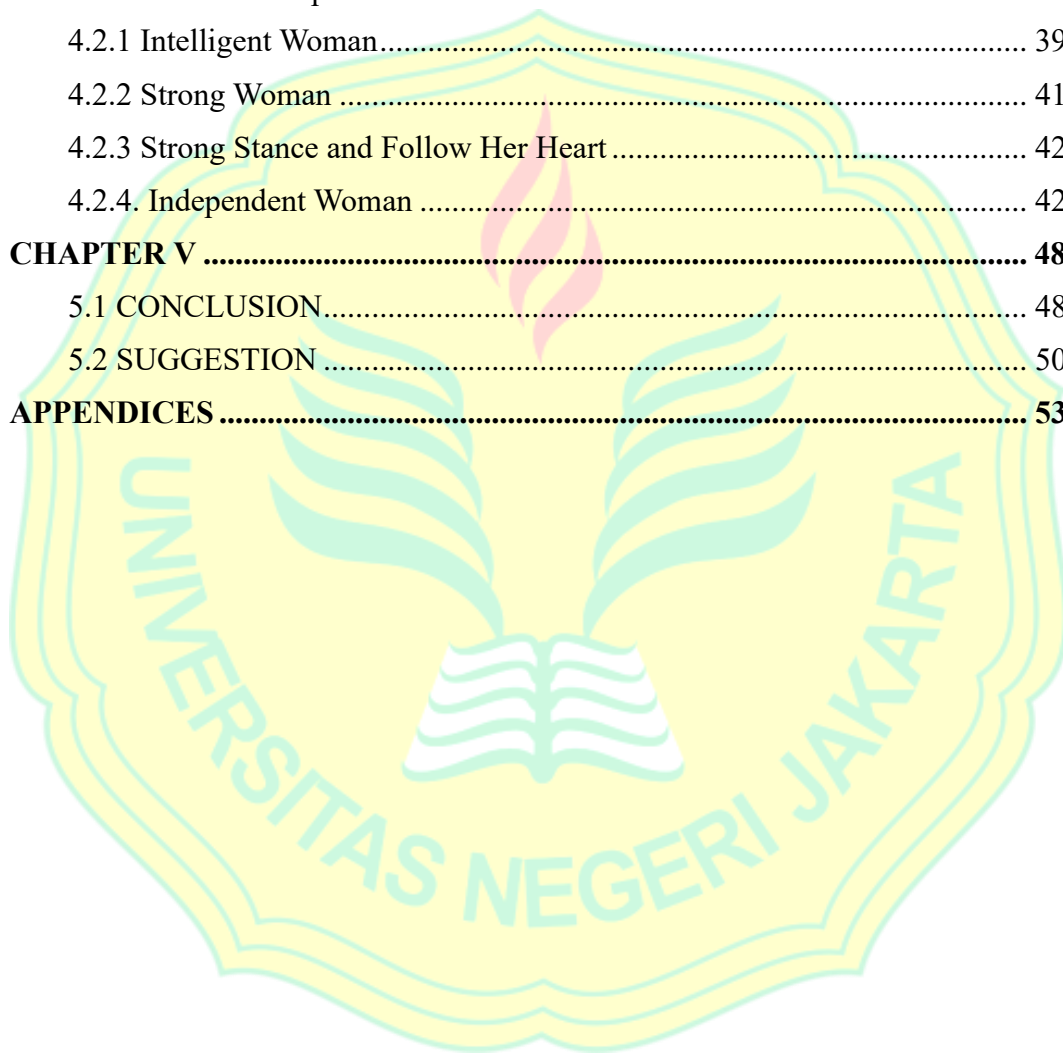 4.2.1 Intelligent Woman................................................................................ 39
4.2.2 Strong Woman ..................................................................................... 41
4.2.3 Strong Stance and Follow Her Heart .................................................... 42
4.2.4. Independent Woman ........................................................................... 42
CHAPTER V ....................................................................................................... 48
5.1 CONCLUSION........................................................................................ 48
5.2 SUGGESTION ........................................................................................ 50
APPENDICES ..................................................................................................... 53
UNIVERSITAS NEGERI JAKARTA